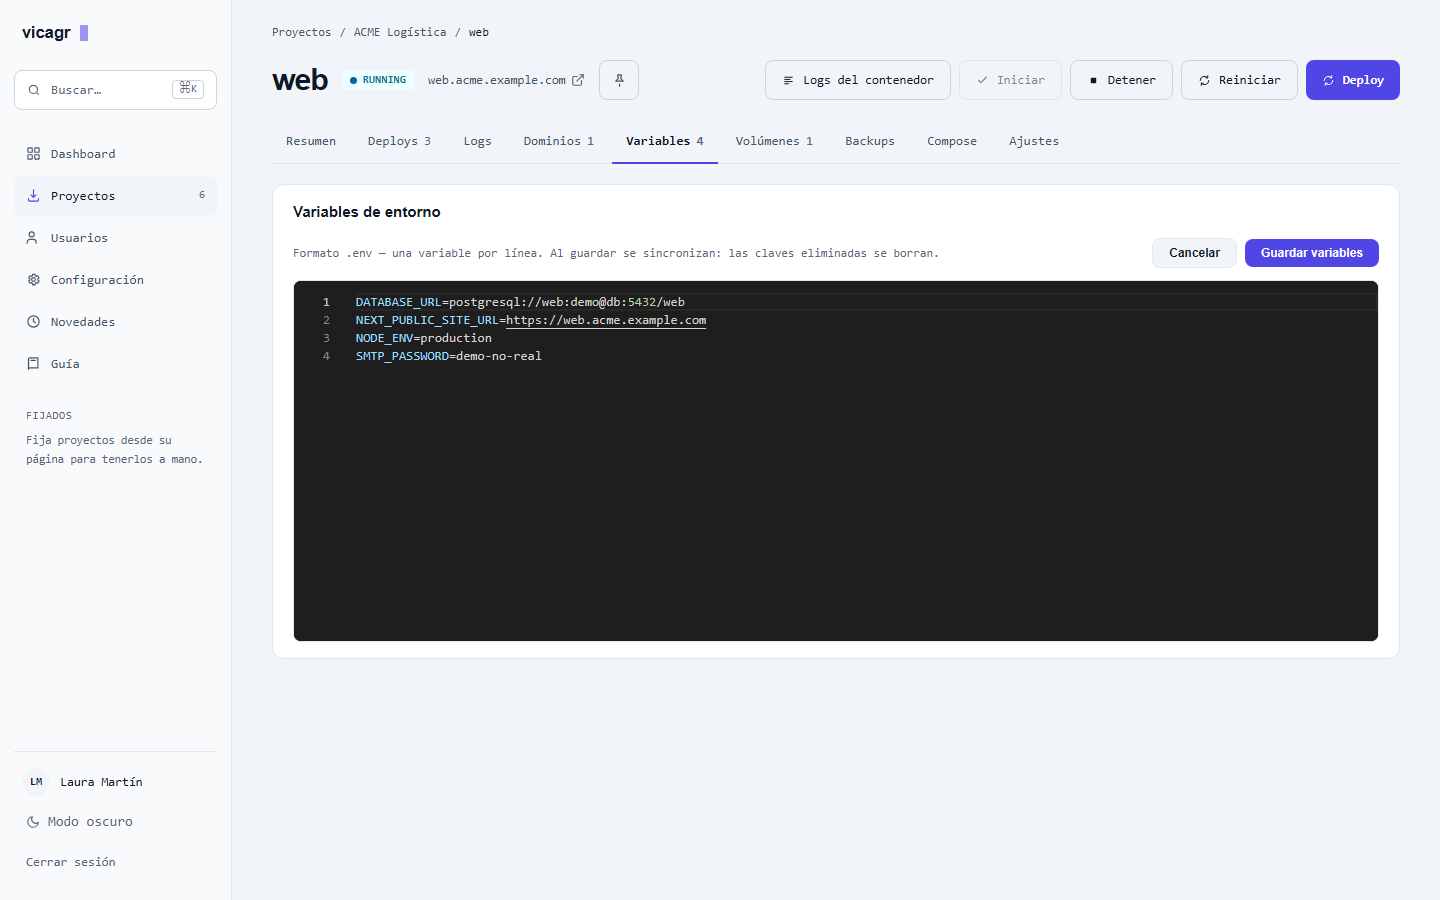 vicagr
Buscar… ⌘K
Dashboard
Proyectos 6
Usuarios
Configuración
Novedades
Guía
FIJADOS
Fija proyectos desde su
página para tenerlos a mano.
LM Laura Martín
Modo oscuro
Cerrar sesión
Proyectos / ACME Logística / web
web RUNNING web.acme.example.com Logs del contenedor Iniciar Detener Reiniciar Deploy
Resumen Deploys 3 Logs Dominios 1 Variables 4 Volúmenes 1 Backups Compose Ajustes
Variables de entorno
Formato .env — una variable por línea. Al guardar se sincronizan: las claves eliminadas se borran. Cancelar Guardar variables
1 DATABASE_URL=postgresql://web:demo@db:5432/web
2 NEXT_PUBLIC_SITE_URL=https://web.acme.example.com
3 NODE_ENV=production
4 SMTP_PASSWORD=demo-no-real